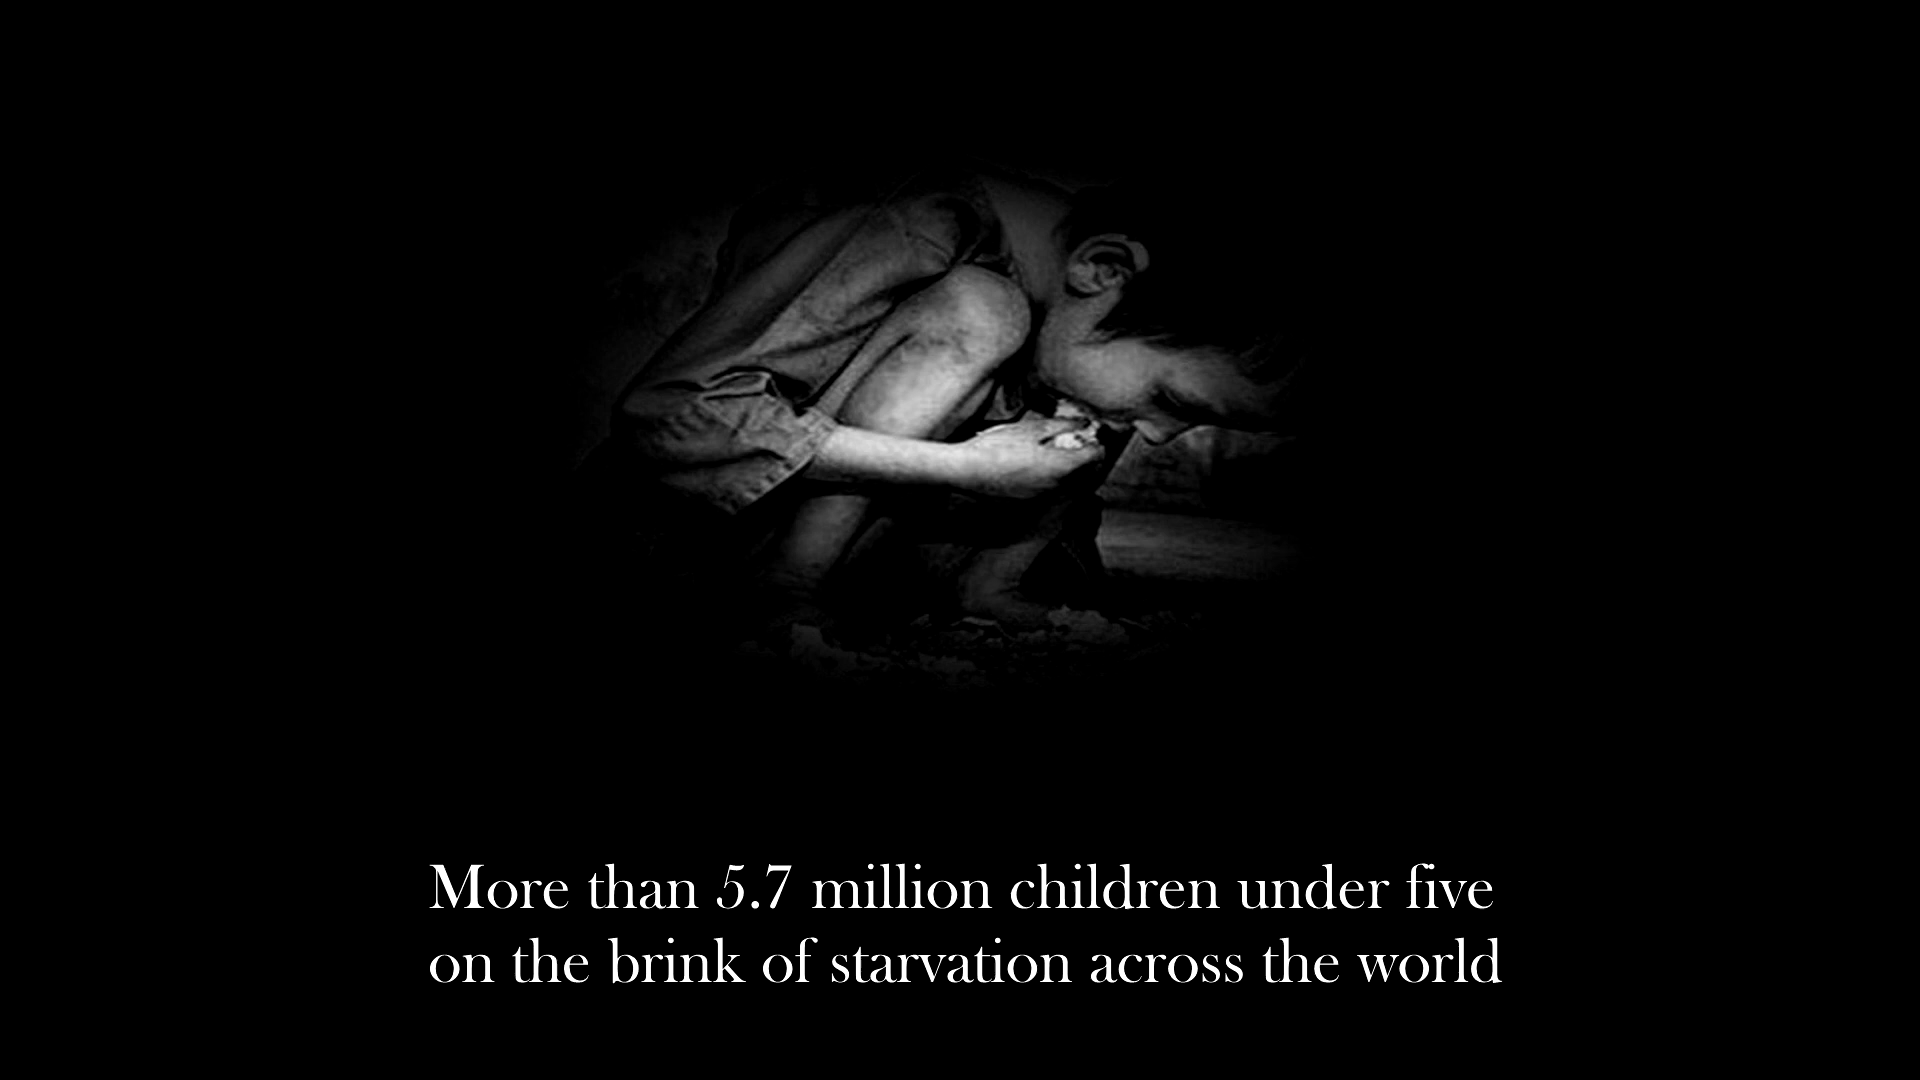 More than 5.7 million children under five
on the brink of starvation across the world